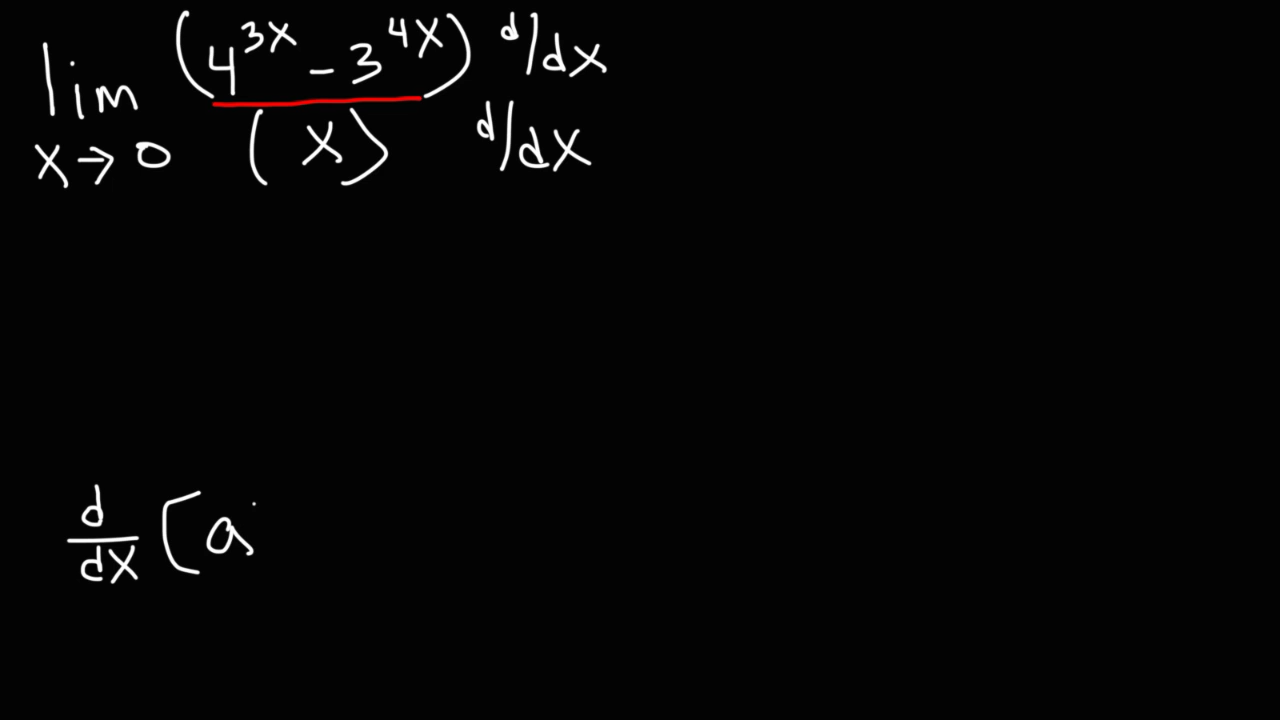 lim x→0 (4^{3x} - 3^{4x}) d/dx
(x) d/dx
d/dx [a